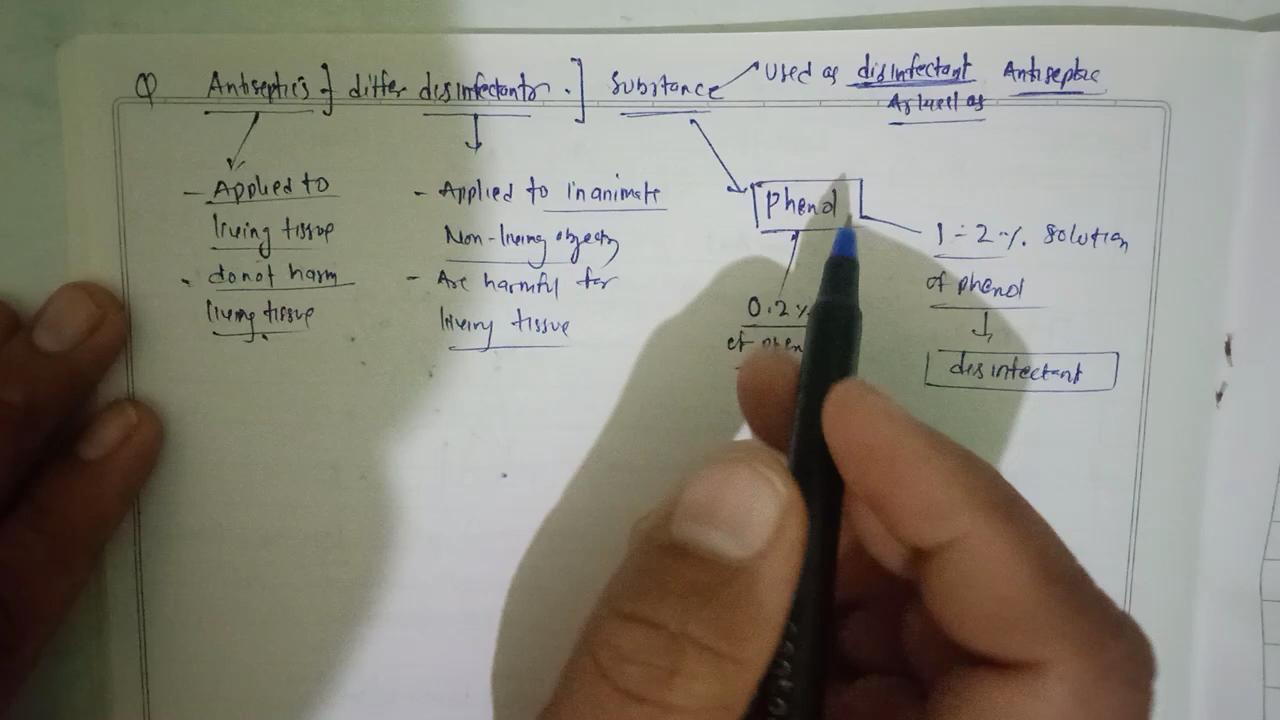 Q Antiseptics } differ disinfectants. ] Substance Used as disinfectant Antiseptic
As well as
- Applied to
living tissue
- do not harm
living tissue
- Applied to inanimate
Non-living objects
- Are harmful for
living tissue
Phenol
0.2%
of phen
1-2% solution
of phenol
disinfectant